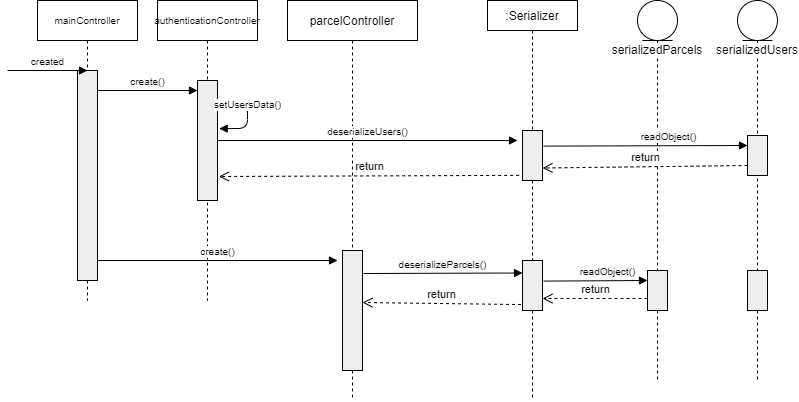 mainController
authenticationController
parcelController
:Serializer
serializedParcels
serializedUsers
created
create()
setUsersData()
deserializeUsers()
readObject()
return
return
create()
deserializeParcels()
readObject()
return
return